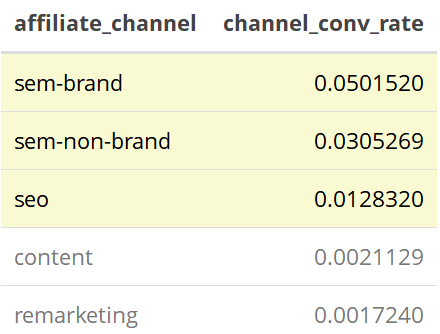 affiliate_channel channel_conv_rate
sem-brand 0.0501520
sem-non-brand 0.0305269
seo 0.0128320
content 0.0021129
remarketing 0.0017240